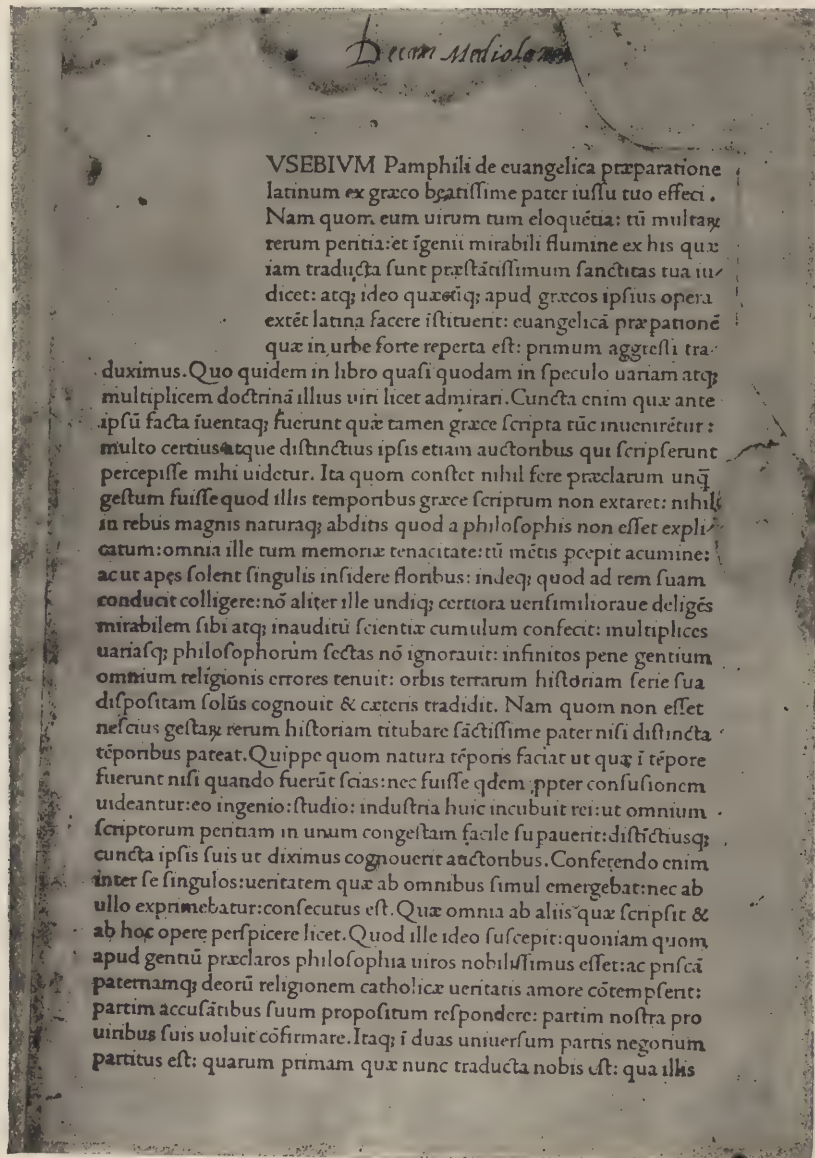 Decem Mediolanen
VSEBIVM Pamphili de euangelica præparatione
latinum ex græco beatissime pater iussu tuo effeci.
Nam quom eum uirum tum eloquētia: tū multaꝝ
rerum peritia: et īgenii mirabili flumine ex his quæ
iam traducta sunt præstātissimum sanctitas tua iu⸗
dicet: atq; ideo quæcūq; apud græcos ipsius opera
extēt latina facere īstituerit: euangelicā præpationē
quæ in urbe forte reperta est: primum aggressi tra⸗
duximus. Quo quidem in libro quasi quodam in speculo uariam atq;
multiplicem doctrinā illius uiri licet admirari. Cuncta enim quæ ante
ipsū facta īuentaq; fuerunt quæ tamen græce scripta tūc inuenirētur:
multo certius atque distinctius ipsis etiam auctoribus qui scripserunt
percepisse mihi uidetur. Ita quom constet nihil fere præclarum unq̄
gestum fuisse quod illis temporibus græce scriptum non extaret: nihil
in rebus magnis naturaq; abditis quod a philosophis non esset expli⸗
catum: omnia ille tum memoriæ tenacitate: tū mētis ꝑcepit acumine:
ac ut apes solent singulis insidere floribus: indeq; quod ad rem suam
conducit colligere: nō aliter ille undiq; certiora uerisimilioraue deligēs
mirabilem sibi atq; inauditū scientiæ cumulum confecit: multiplices
uariasq; philosophorum sectas nō ignorauit: infinitos pene gentium
omnium religionis errores tenuit: orbis terrarum historiam serie sua
dispositam solus cognouit & cæteris tradidit. Nam quom non esset
nescius gestaꝝ rerum historiam titubare sāctissime pater nisi distincta
tēporibus pateat. Quippe quom natura tēporis faciat ut quæ ī tēpore
fuerunt nisi quando fuerūt scias: nec fuisse qdem ꝓpter confusionem
uideantur: eo ingenio: studio: industria huic incubuit rei: ut omnium
scriptorum peritiam in unum congestam facile supauerit: distīctiusq;
cuncta ipsis suis ut diximus cognouerit auctoribus. Conferendo enim
inter se singulos: ueritatem quæ ab omnibus simul emergebat: nec ab
ullo exprimebatur: consecutus est. Quæ omnia ab aliis quæ scripsit &
ab hoc opere perspicere licet. Quod ille ideo suscepit: quoniam quom
apud gentiū præclaros philosophia uiros nobilissimus esset: ac priscā
paternamq; deorū religionem catholicæ ueritatis amore cōtempserit:
partim accusātibus suum propositum respondere: partim nostra pro
uiribus suis uoluit cōfirmare. Itaq; ī duas uniuersum partis negotium
partitus est: quarum primam quæ nunc traducta nobis est: qua illis